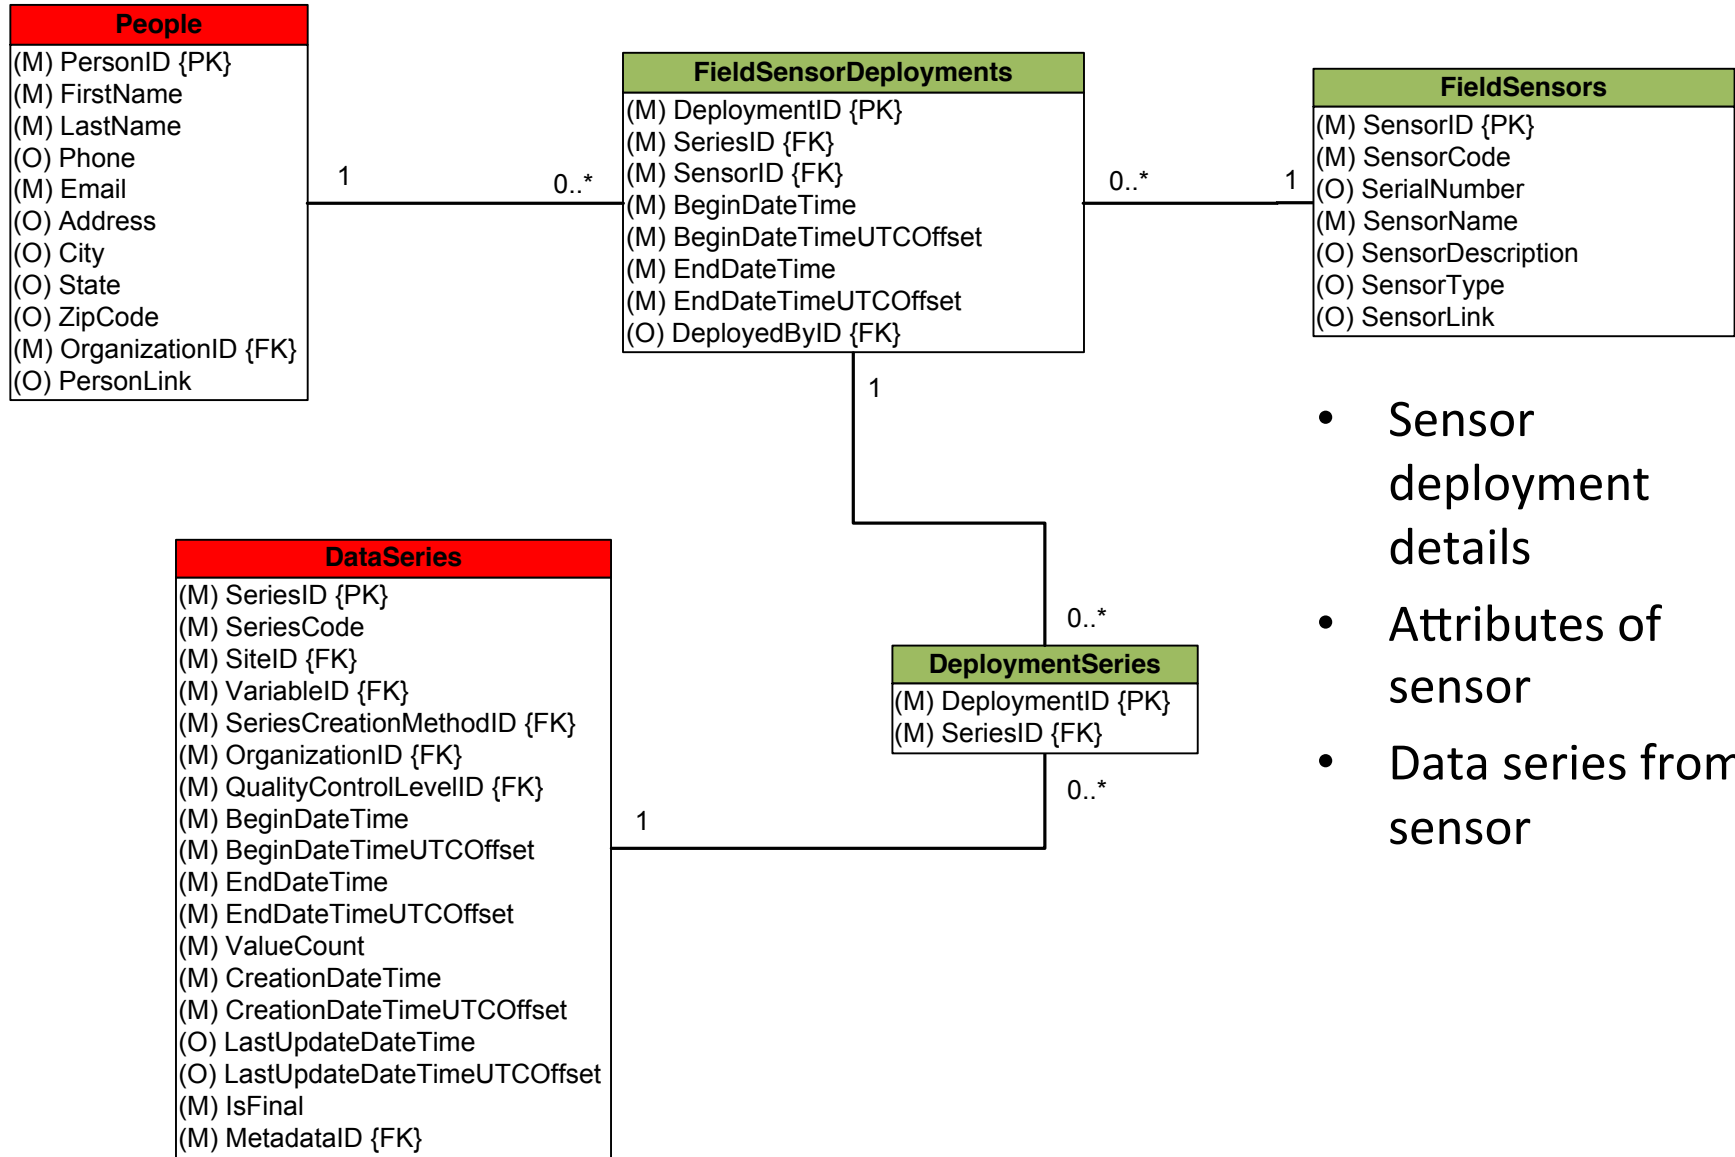 People
(M) PersonID {PK}
(M) FirstName
(M) LastName
(O) Phone
(M) Email
(O) Address
(O) City
(O) State
(O) ZipCode
(M) OrganizationID {FK}
(O) PersonLink
1
0..*
FieldSensorDeployments
(M) DeploymentID {PK}
(M) SeriesID {FK}
(M) SensorID {FK}
(M) BeginDateTime
(M) BeginDateTimeUTCOffset
(M) EndDateTime
(M) EndDateTimeUTCOffset
(O) DeployedByID {FK}
0..*
1
FieldSensors
(M) SensorID {PK}
(M) SensorCode
(O) SerialNumber
(M) SensorName
(O) SensorDescription
(O) SensorType
(O) SensorLink
1
0..*
DeploymentSeries
(M) DeploymentID {PK}
(M) SeriesID {FK}
0..*
1
DataSeries
(M) SeriesID {PK}
(M) SeriesCode
(M) SiteID {FK}
(M) VariableID {FK}
(M) SeriesCreationMethodID {FK}
(M) OrganizationID {FK}
(M) QualityControlLevelID {FK}
(M) BeginDateTime
(M) BeginDateTimeUTCOffset
(M) EndDateTime
(M) EndDateTimeUTCOffset
(M) ValueCount
(M) CreationDateTime
(M) CreationDateTimeUTCOffset
(O) LastUpdateDateTime
(O) LastUpdateDateTimeUTCOffset
(M) IsFinal
(M) MetadataID {FK}
• Sensor
deployment
details
• Attributes of
sensor
• Data series from
sensor